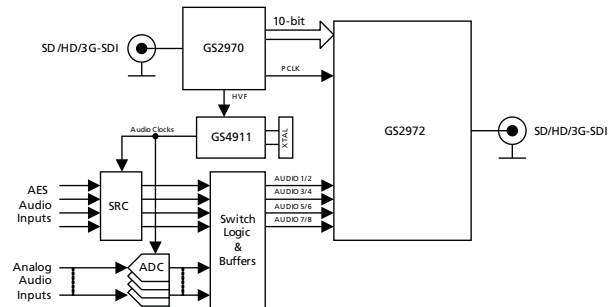 10-bit
SD/HD/3G-SDI
GS2970
PCLK
HVF
GS2972
SD/HD/3G-SDI
Audio Clocks
GS4911
XTAL
AES
Audio
Inputs
SRC
AUDIO 1/2
AUDIO 3/4
AUDIO 5/6
AUDIO 7/8
Switch
Logic
&
Buffers
Analog
Audio
Inputs
ADC